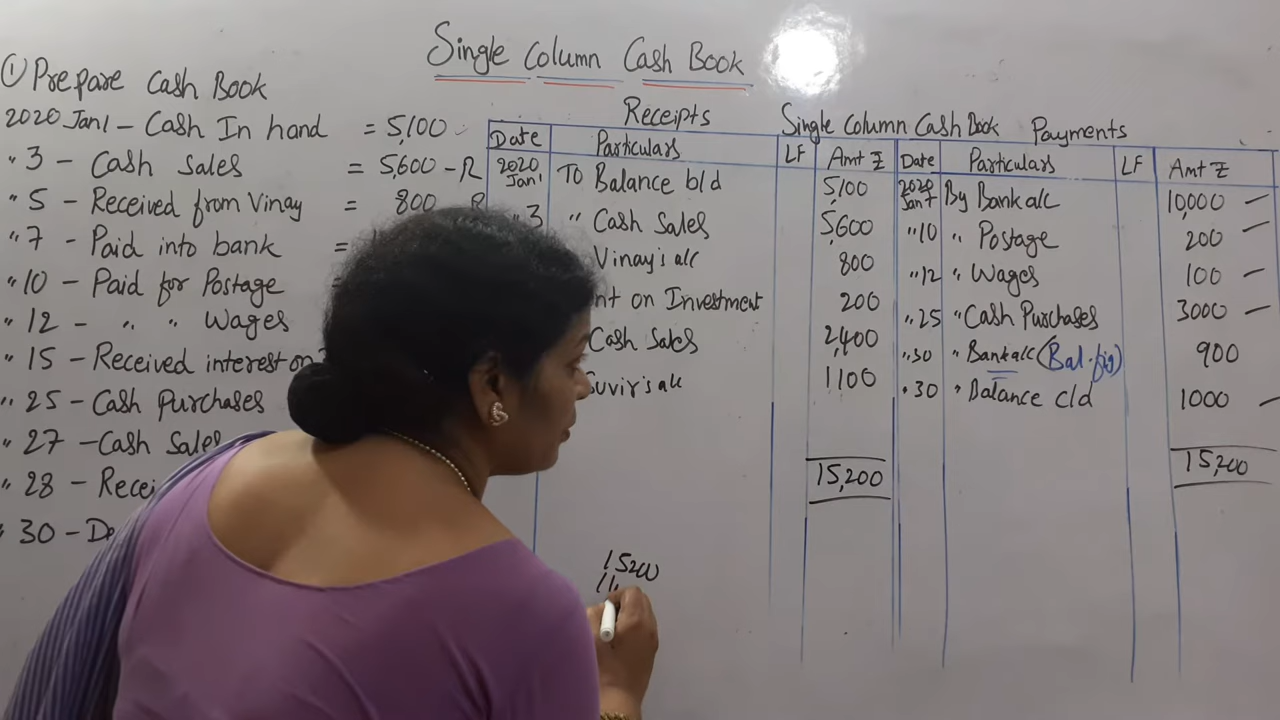 Single Column Cash Book
① Prepare Cash Book
2020 Jan 1 - Cash In hand = 5,100
" 3 - Cash Sales = 5,600 - R
" 5 - Received from Vinay = 800 R
" 7 - Paid into bank =
" 10 - Paid for Postage =
" 12 - " " Wages
" 15 - Received interest on
" 25 - Cash Purchases
" 27 - Cash Sales
" 28 - Recei
" 30 - De
Receipts Single Column Cash Book Payments
Date Particulars LF Amt ₹ Date Particulars LF Amt ₹
2020 Jan 1 To Balance b/d 5,100 2020 Jan 7 By Bank a/c 10,000
" 3 " Cash Sales 5,600 " 10 " Postage 200
Vinay's a/c 800 " 12 " Wages 100
nt on Investment 200 " 25 " Cash Purchases 3000
Cash Sales 2,400 " 30 " Bank a/c (Bal. fig) 900
Suvir's a/c 1100 " 30 " Balance c/d 1000
15,200 15,200
15200